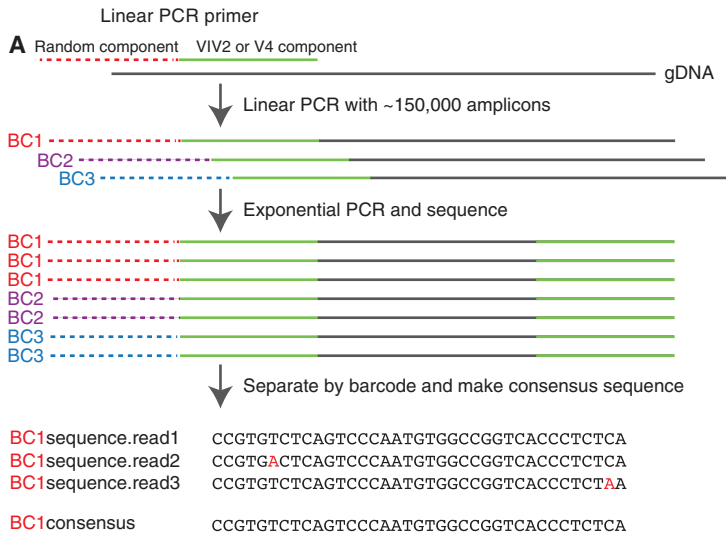 Linear PCR primer
A
Random component VIV2 or V4 component
gDNA
Linear PCR with ~150,000 amplicons
BC1
BC2
BC3
Exponential PCR and sequence
BC1
BC1
BC1
BC2
BC2
BC3
BC3
Separate by barcode and make consensus sequence
BC1sequence.read1 CCGTGTCTCAGTCCCAATGTGGCCGGTCACCCTCTCA
BC1sequence.read2 CCGTGACTCAGTCCCAATGTGGCCGGTCACCCTCTCA
BC1sequence.read3 CCGTGTCTCAGTCCCAATGTGGCCGGTCACCCTCTAA
BC1consensus CCGTGTCTCAGTCCCAATGTGGCCGGTCACCCTCTCA